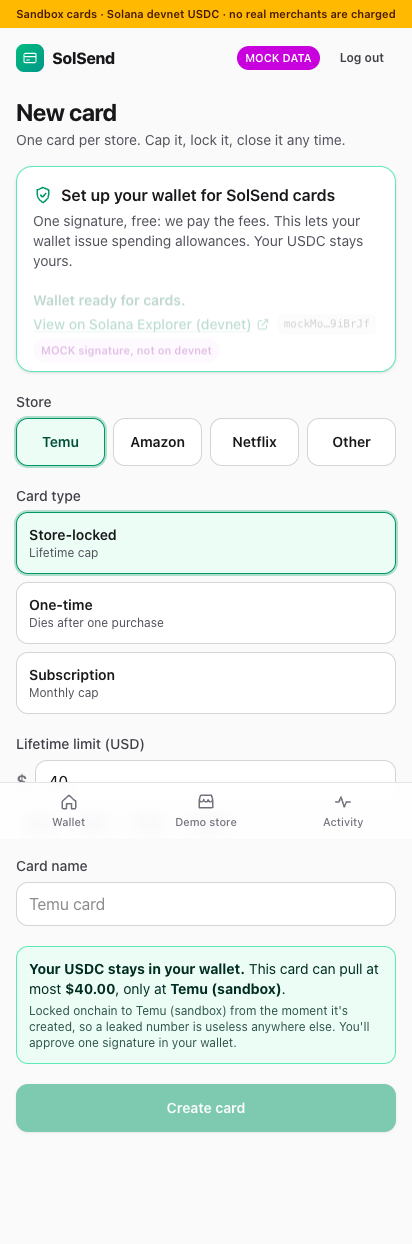 Sandbox cards · Solana devnet USDC · no real merchants are charged
SolSend
MOCK DATA
Log out
New card
One card per store. Cap it, lock it, close it any time.
Set up your wallet for SolSend cards
One signature, free: we pay the fees. This lets your
wallet issue spending allowances. Your USDC stays
yours.
Wallet ready for cards.
View on Solana Explorer (devnet)
mockMo…9iBrJf
MOCK signature, not on devnet
Store
Temu
Amazon
Netflix
Other
Card type
Store-locked
Lifetime cap
One-time
Dies after one purchase
Subscription
Monthly cap
Lifetime limit (USD)
$
40
Wallet
Demo store
Activity
Card name
Temu card
Your USDC stays in your wallet. This card can pull at
most $40.00, only at Temu (sandbox).
Locked onchain to Temu (sandbox) from the moment it's
created, so a leaked number is useless anywhere else. You'll
approve one signature in your wallet.
Create card